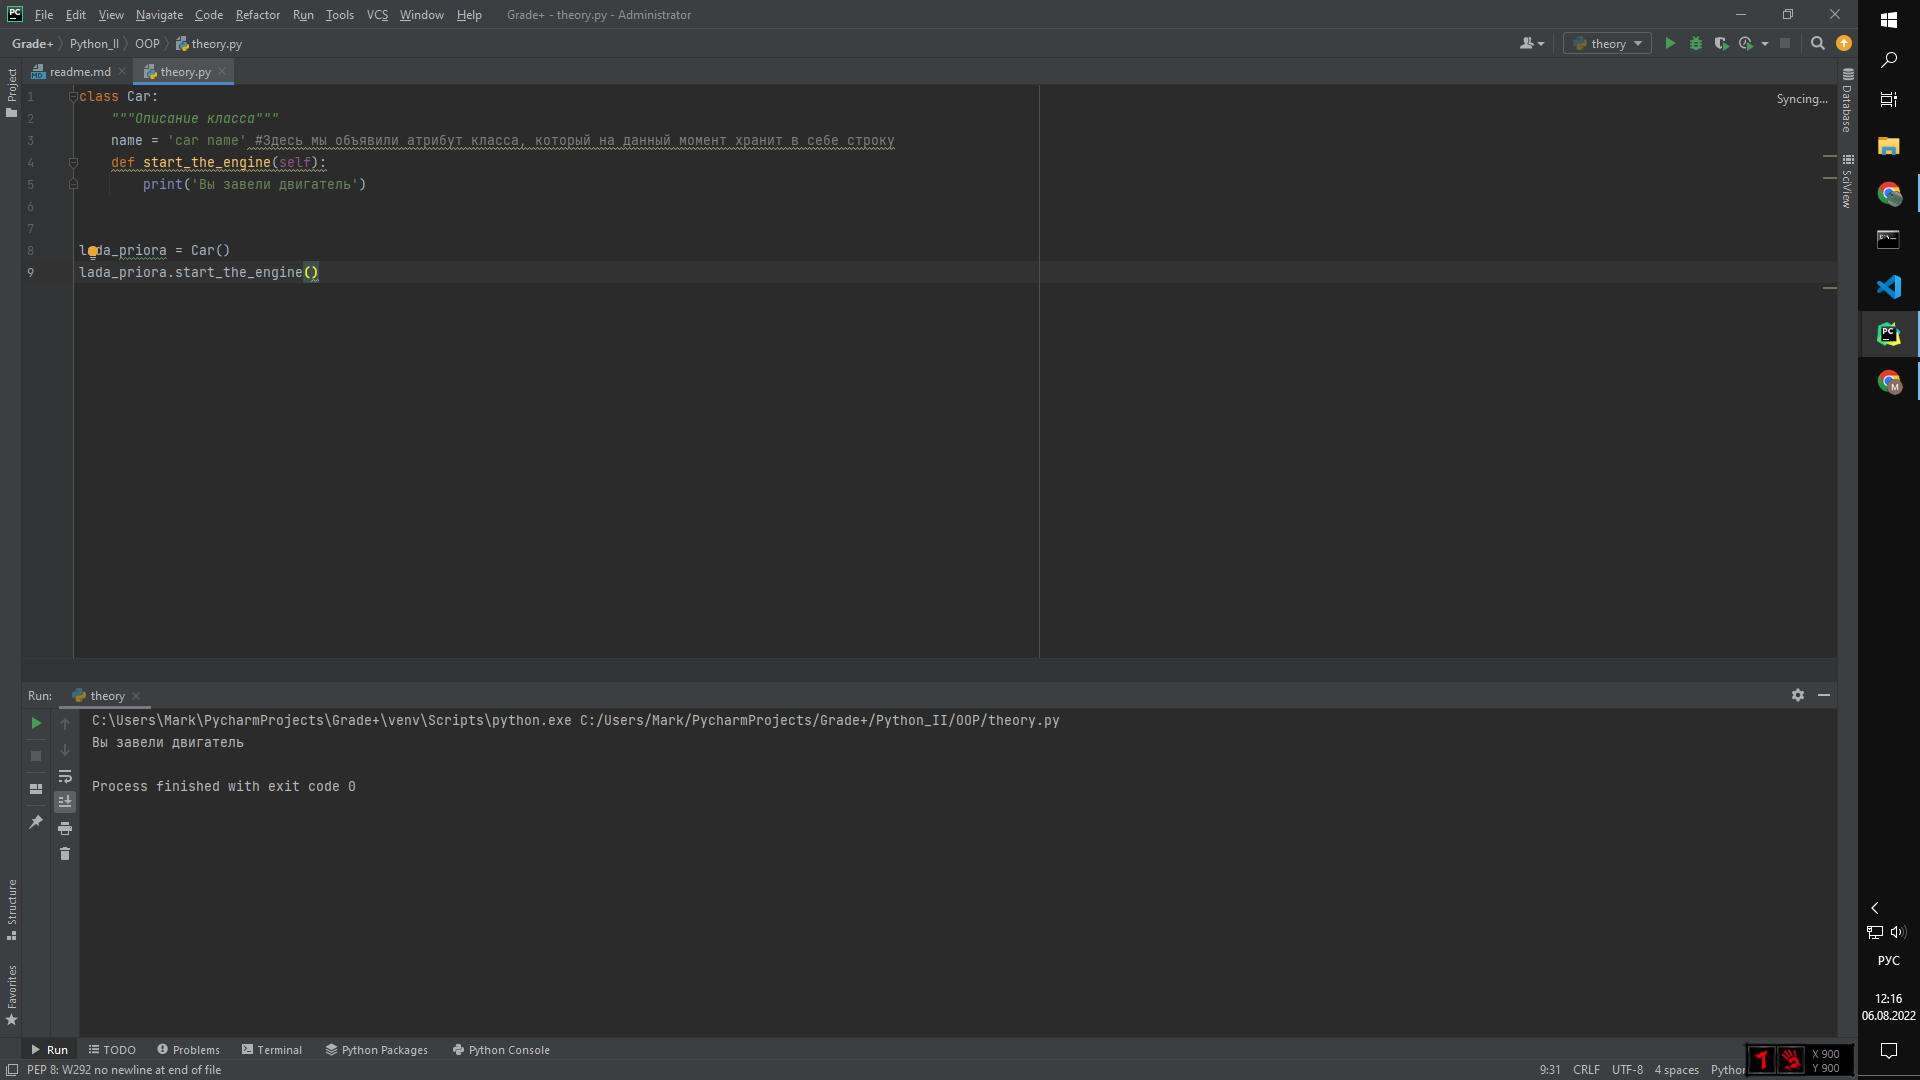 PC File Edit View Navigate Code Refactor Run Tools VCS Window Help Grade+ - theory.py - Administrator
Grade+ Python_II OOP theory.py theory
readme.md theory.py
Project
1 class Car:
2 """Описание класса"""
3 name = 'car name' #Здесь мы объявили атрибут класса, который на данный момент хранит в себе строку
4 def start_the_engine(self):
5 print('Вы завели двигатель')
6
7
8 lada_priora = Car()
9 lada_priora.start_the_engine()
Syncing...
Database
SciView
Run: theory
C:\Users\Mark\PycharmProjects\Grade+\venv\Scripts\python.exe C:/Users/Mark/PycharmProjects/Grade+/Python_II/OOP/theory.py
Вы завели двигатель
Process finished with exit code 0
Structure
Favorites
Run TODO Problems Terminal Python Packages Python Console
PEP 8: W292 no newline at end of file 9:31 CRLF UTF-8 4 spaces
X 900
Y 900
PC
M
РУС
12:16
06.08.2022